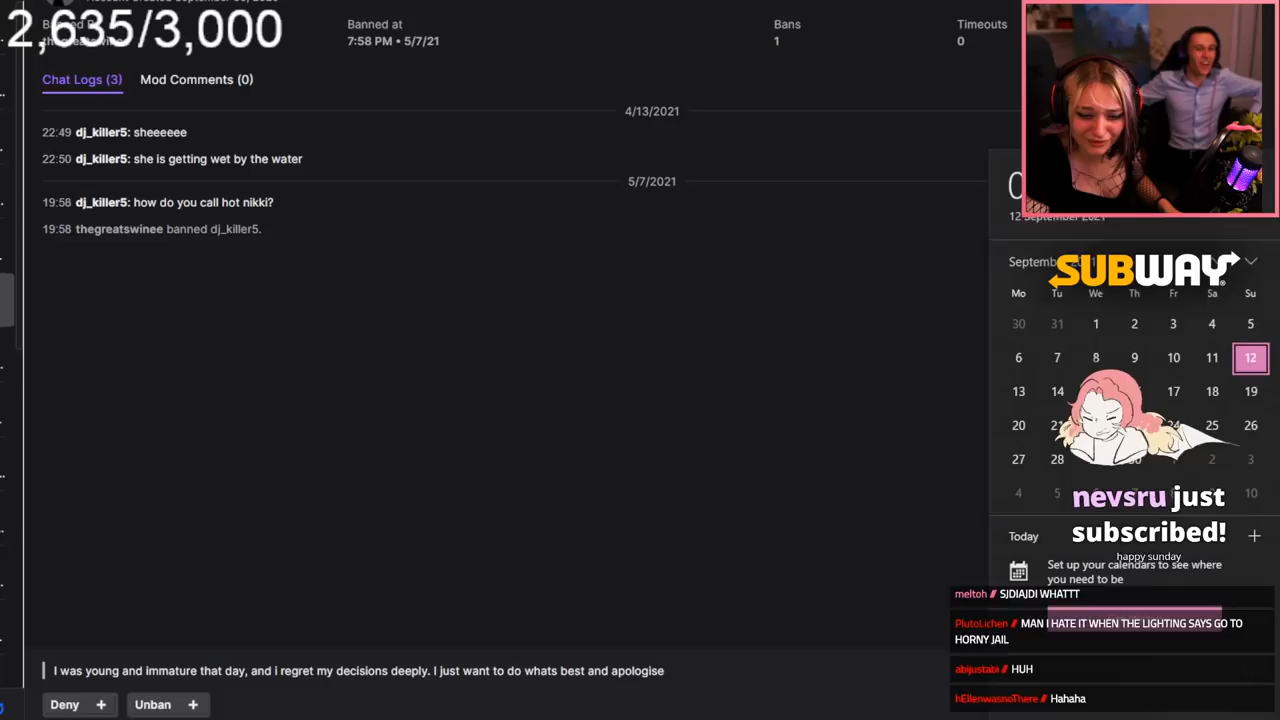 2,635/3,000
Banned at
7:58 PM • 5/7/21
Bans
1
Timeouts
0
Chat Logs (3)
Mod Comments (0)
4/13/2021
22:49 dj_killer5: sheeeeee
22:50 dj_killer5: she is getting wet by the water
5/7/2021
19:58 dj_killer5: how do you call hot nikki?
19:58 thegreatswinee banned dj_killer5.
I was young and immature that day, and i regret my decisions deeply. I just want to do whats best and apologise
Deny +
Unban +
12 September 2021
SUBWAY
Mo Tu We Th Fr Sa Su
30 31 1 2 3 4 5
6 7 8 9 10 11 12
13 14 17 18 19
20 25 26
27 28 2 3
4 5 10
nevsru just
subscribed!
happy sunday
Today +
Set up your calendars to see where
you need to be
meltoh // SJDIAJDI WHATTT
PlutoLichen // MAN I HATE IT WHEN THE LIGHTING SAYS GO TO
HORNY JAIL
abijustabi // HUH
hEllenwasnoThere // Hahaha